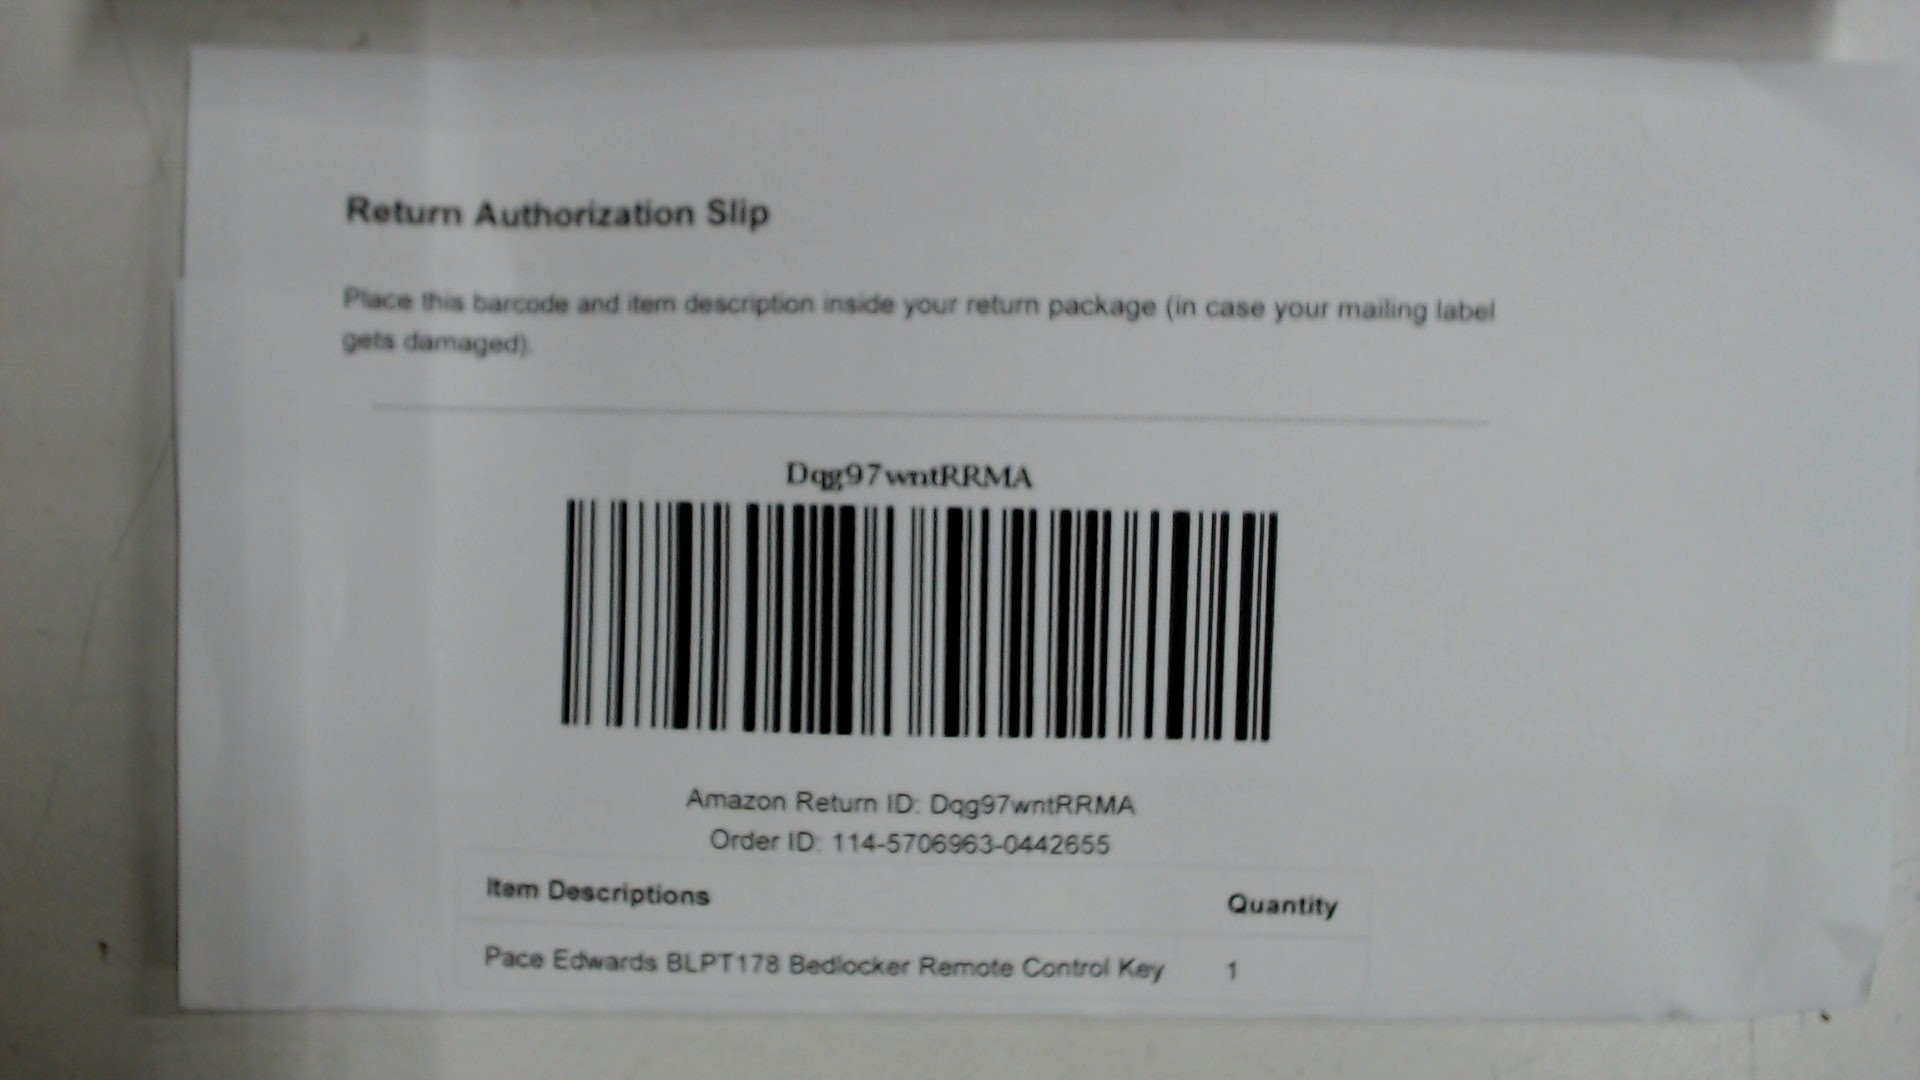 Return Authorization Slip
Place this barcode and item description inside your return package (in case your mailing label
gets damaged).
Dqg97wntRRMA
Amazon Return ID: Dqg97wntRRMA
Order ID: 114-5706963-0442655
Item Descriptions Quantity
Pace Edwards BLPT178 Bedlocker Remote Control Key 1